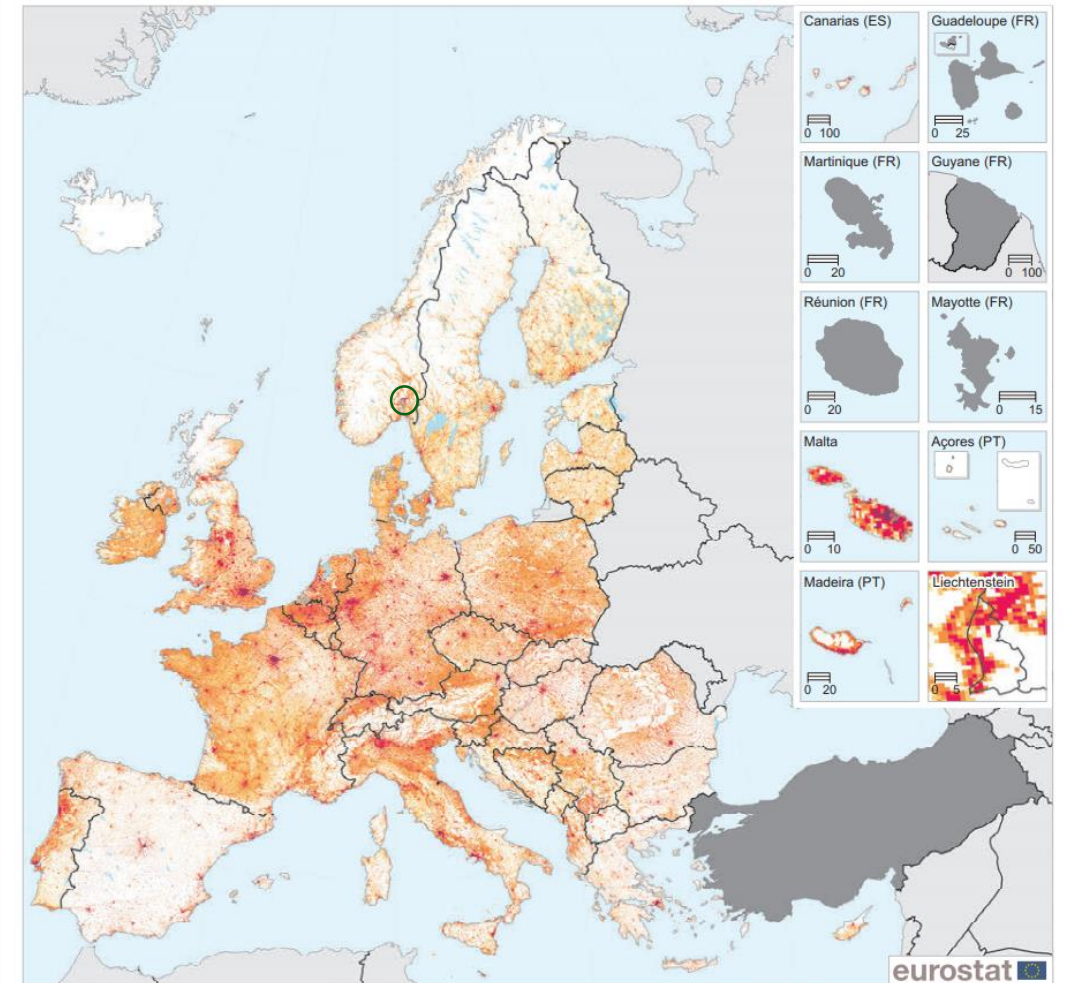 Canarias (ES)
0 100
Guadeloupe (FR)
0 25
Martinique (FR)
0 20
Guyane (FR)
0 100
Réunion (FR)
0 20
Mayotte (FR)
0 15
Malta
0 10
Açores (PT)
0 50
Madeira (PT)
0 20
Liechtenstein
0 5
eurostat